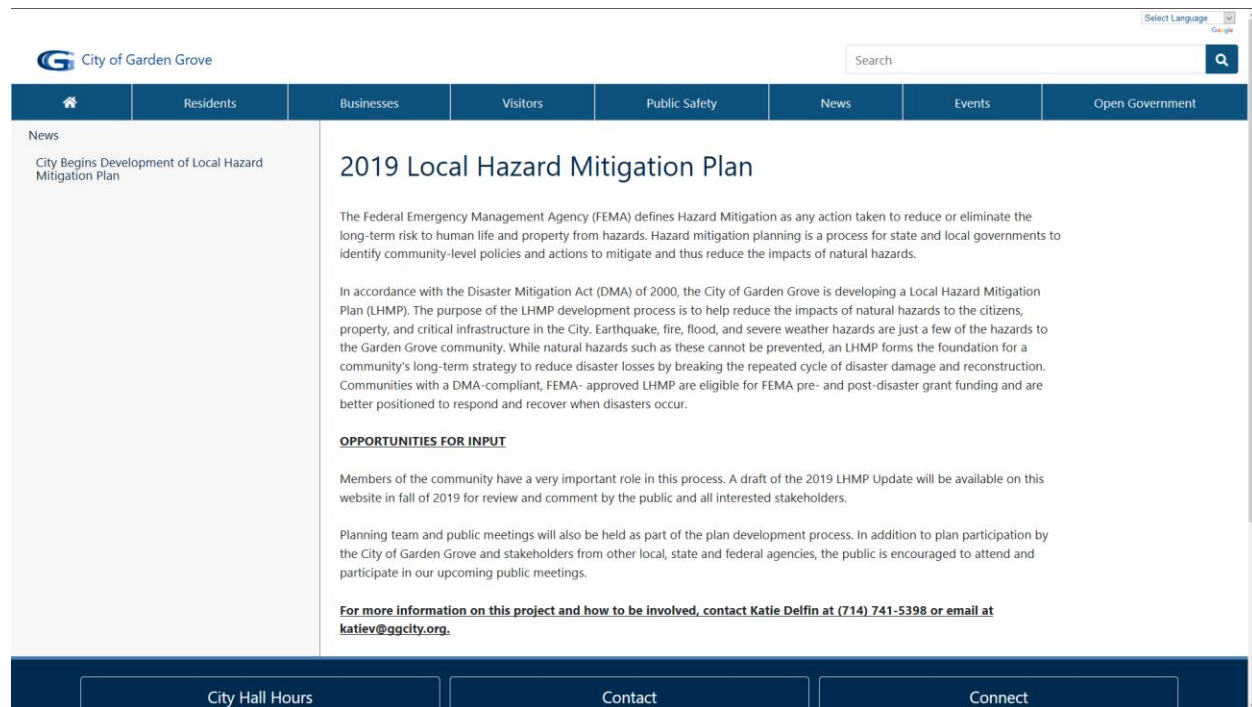 Select Language
Google
City of Garden Grove
Search
Residents Businesses Visitors Public Safety News Events Open Government
News
City Begins Development of Local Hazard
Mitigation Plan
2019 Local Hazard Mitigation Plan
The Federal Emergency Management Agency (FEMA) defines Hazard Mitigation as any action taken to reduce or eliminate the
long-term risk to human life and property from hazards. Hazard mitigation planning is a process for state and local governments to
identify community-level policies and actions to mitigate and thus reduce the impacts of natural hazards.
In accordance with the Disaster Mitigation Act (DMA) of 2000, the City of Garden Grove is developing a Local Hazard Mitigation
Plan (LHMP). The purpose of the LHMP development process is to help reduce the impacts of natural hazards to the citizens,
property, and critical infrastructure in the City. Earthquake, fire, flood, and severe weather hazards are just a few of the hazards to
the Garden Grove community. While natural hazards such as these cannot be prevented, an LHMP forms the foundation for a
community's long-term strategy to reduce disaster losses by breaking the repeated cycle of disaster damage and reconstruction.
Communities with a DMA-compliant, FEMA- approved LHMP are eligible for FEMA pre- and post-disaster grant funding and are
better positioned to respond and recover when disasters occur.
OPPORTUNITIES FOR INPUT
Members of the community have a very important role in this process. A draft of the 2019 LHMP Update will be available on this
website in fall of 2019 for review and comment by the public and all interested stakeholders.
Planning team and public meetings will also be held as part of the plan development process. In addition to plan participation by
the City of Garden Grove and stakeholders from other local, state and federal agencies, the public is encouraged to attend and
participate in our upcoming public meetings.
For more information on this project and how to be involved, contact Katie Delfin at (714) 741-5398 or email at
katiev@ggcity.org.
City Hall Hours Contact Connect